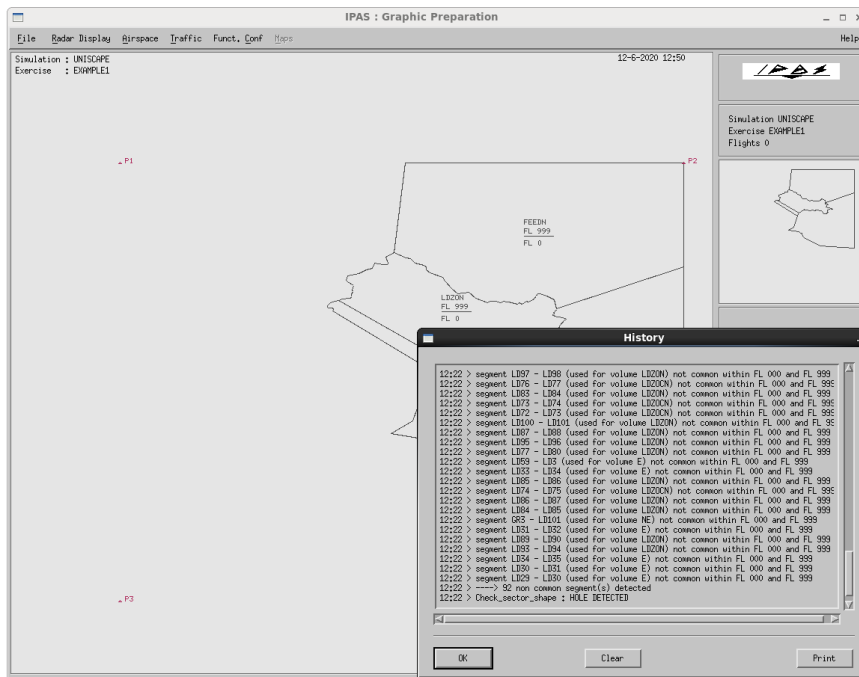 IPAS : Graphic Preparation
File Radar Display Airspace Traffic Funct. Conf Maps Help
Simulation : UNISCAPE
Exercise : EXAMPLE1
12-6-2020 12:50
IPAS
Simulation UNISCAPE
Exercise EXAMPLE1
Flights 0
P1
P2
FEEDN
FL 999
FL 0
LDZON
FL 999
FL 0
P3
History
12:22 > segment LD97 - LD98 (used for volume LDZON) not common within FL 000 and FL 999
12:22 > segment LD76 - LD77 (used for volume LDZOCN) not common within FL 000 and FL 999
12:22 > segment LD83 - LD84 (used for volume LDZON) not common within FL 000 and FL 999
12:22 > segment LD73 - LD74 (used for volume LDZOCN) not common within FL 000 and FL 999
12:22 > segment LD72 - LD73 (used for volume LDZOCN) not common within FL 000 and FL 999
12:22 > segment LD100 - LD101 (used for volume LDZON) not common within FL 000 and FL 99
12:22 > segment LD87 - LD88 (used for volume LDZON) not common within FL 000 and FL 999
12:22 > segment LD95 - LD96 (used for volume LDZON) not common within FL 000 and FL 999
12:22 > segment LD77 - LD80 (used for volume LDZON) not common within FL 000 and FL 999
12:22 > segment LD59 - LD3 (used for volume E) not common within FL 000 and FL 999
12:22 > segment LD33 - LD34 (used for volume E) not common within FL 000 and FL 999
12:22 > segment LD85 - LD86 (used for volume LDZON) not common within FL 000 and FL 999
12:22 > segment LD74 - LD75 (used for volume LDZOCN) not common within FL 000 and FL 999
12:22 > segment LD86 - LD87 (used for volume LDZON) not common within FL 000 and FL 999
12:22 > segment LD84 - LD85 (used for volume LDZON) not common within FL 000 and FL 999
12:22 > segment GR3 - LD101 (used for volume NE) not common within FL 000 and FL 999
12:22 > segment LD31 - LD32 (used for volume E) not common within FL 000 and FL 999
12:22 > segment LD89 - LD90 (used for volume LDZON) not common within FL 000 and FL 999
12:22 > segment LD93 - LD94 (used for volume LDZON) not common within FL 000 and FL 999
12:22 > segment LD34 - LD35 (used for volume E) not common within FL 000 and FL 999
12:22 > segment LD30 - LD31 (used for volume E) not common within FL 000 and FL 999
12:22 > segment LD29 - LD30 (used for volume E) not common within FL 000 and FL 999
12:22 > ----> 92 non common segment(s) detected
12:22 > Check_sector_shape : HOLE DETECTED
OK Clear Print